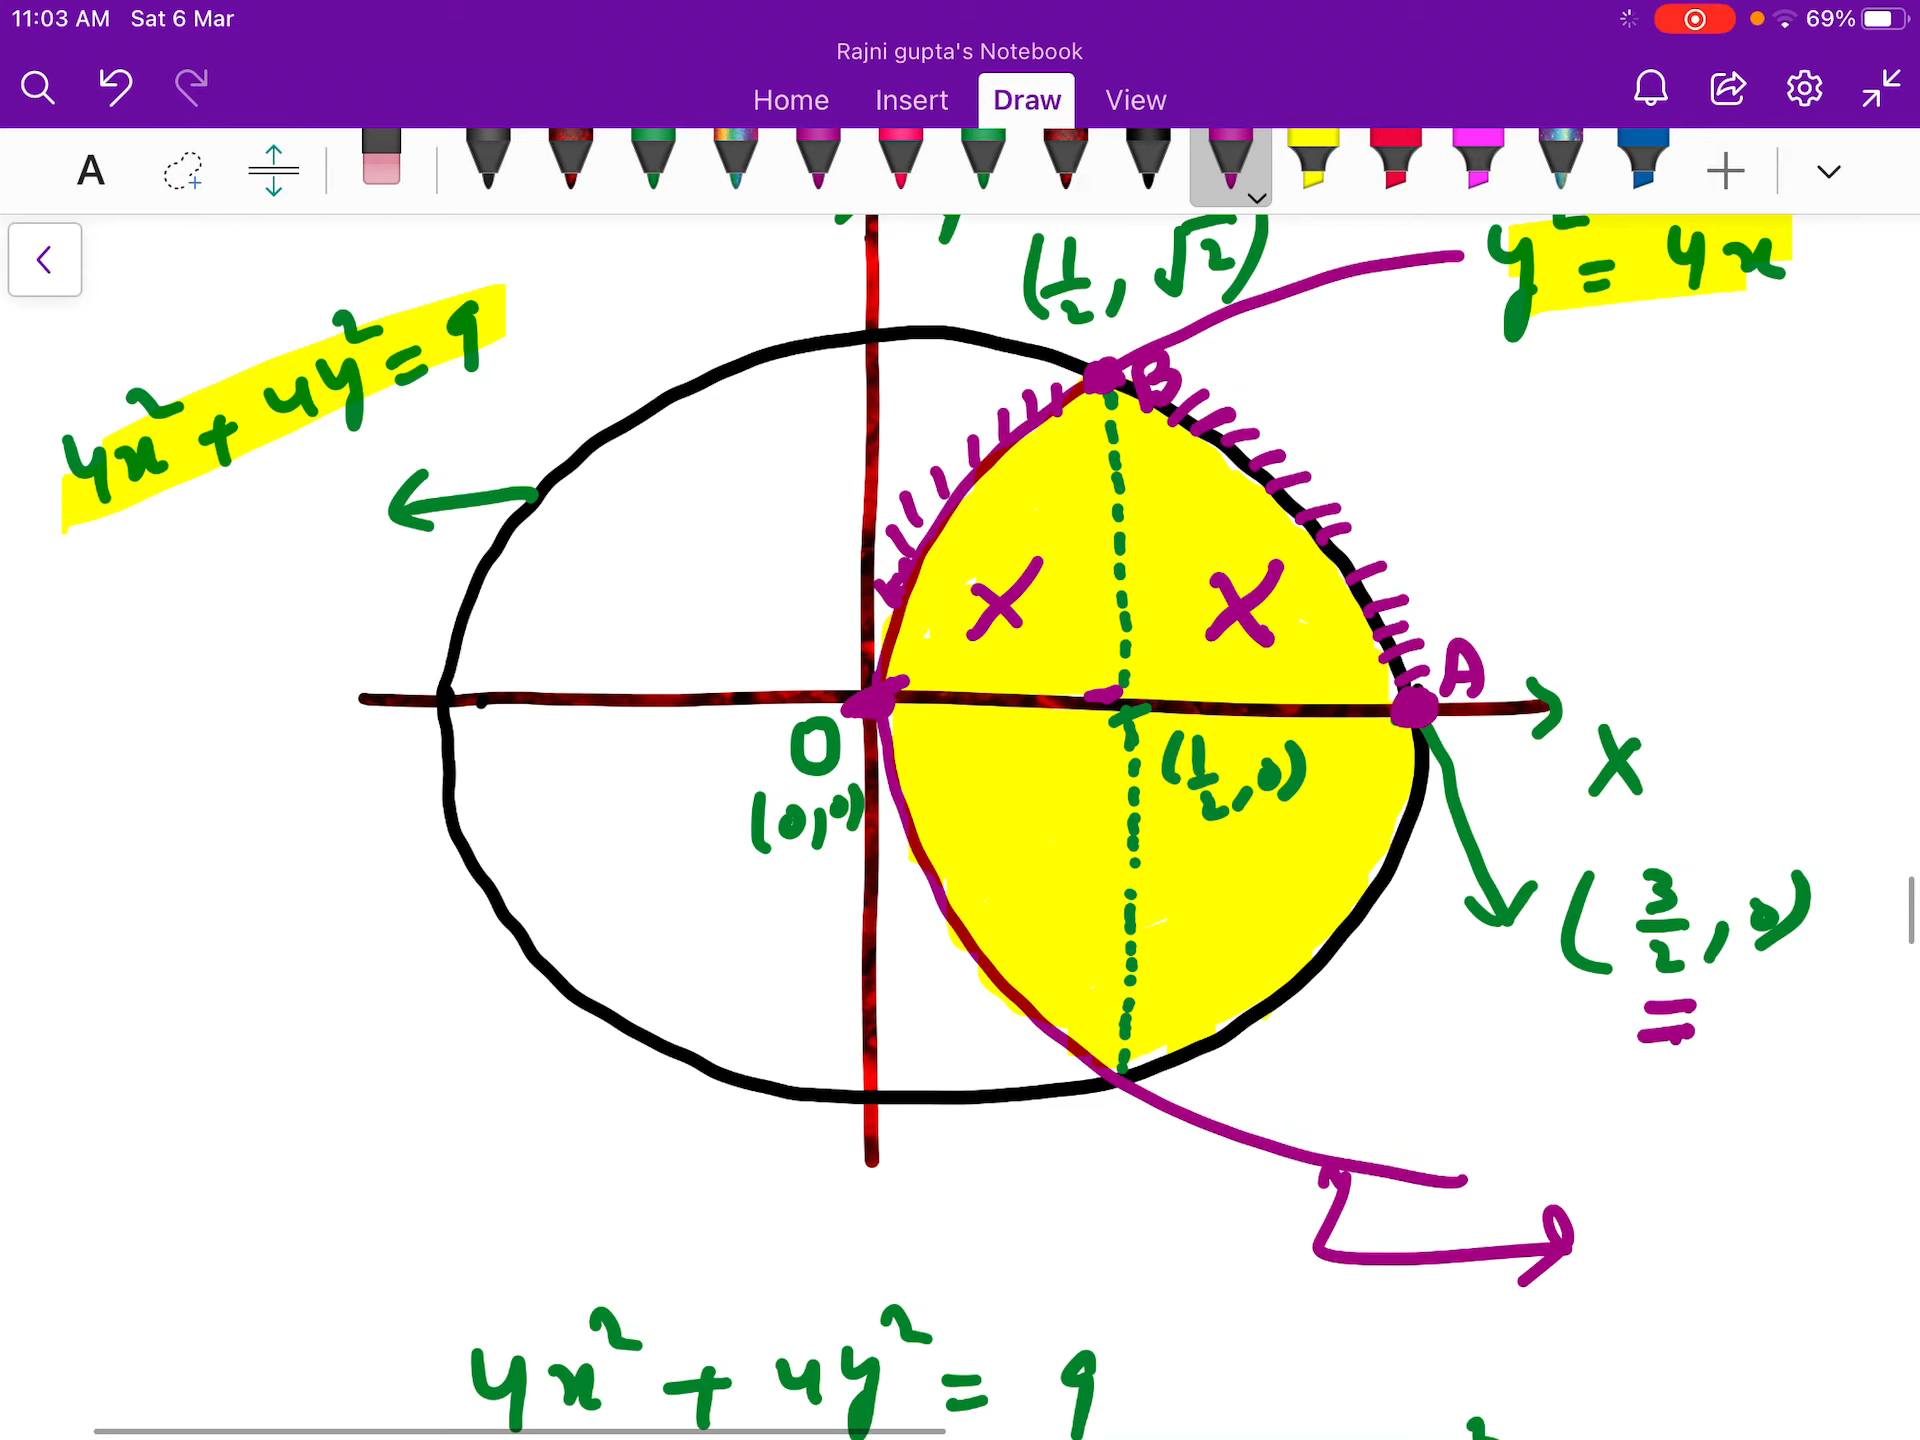 11:03 AM Sat 6 Mar
69%
Rajni gupta's Notebook
Home Insert Draw View
A
(1/2, √2)
y² = 4x
4x² + 4y² = 9
B
X X
A
O
(0,0)
(1/2, 0)
X
(3/2, 0)
4x² + 4y² = 9